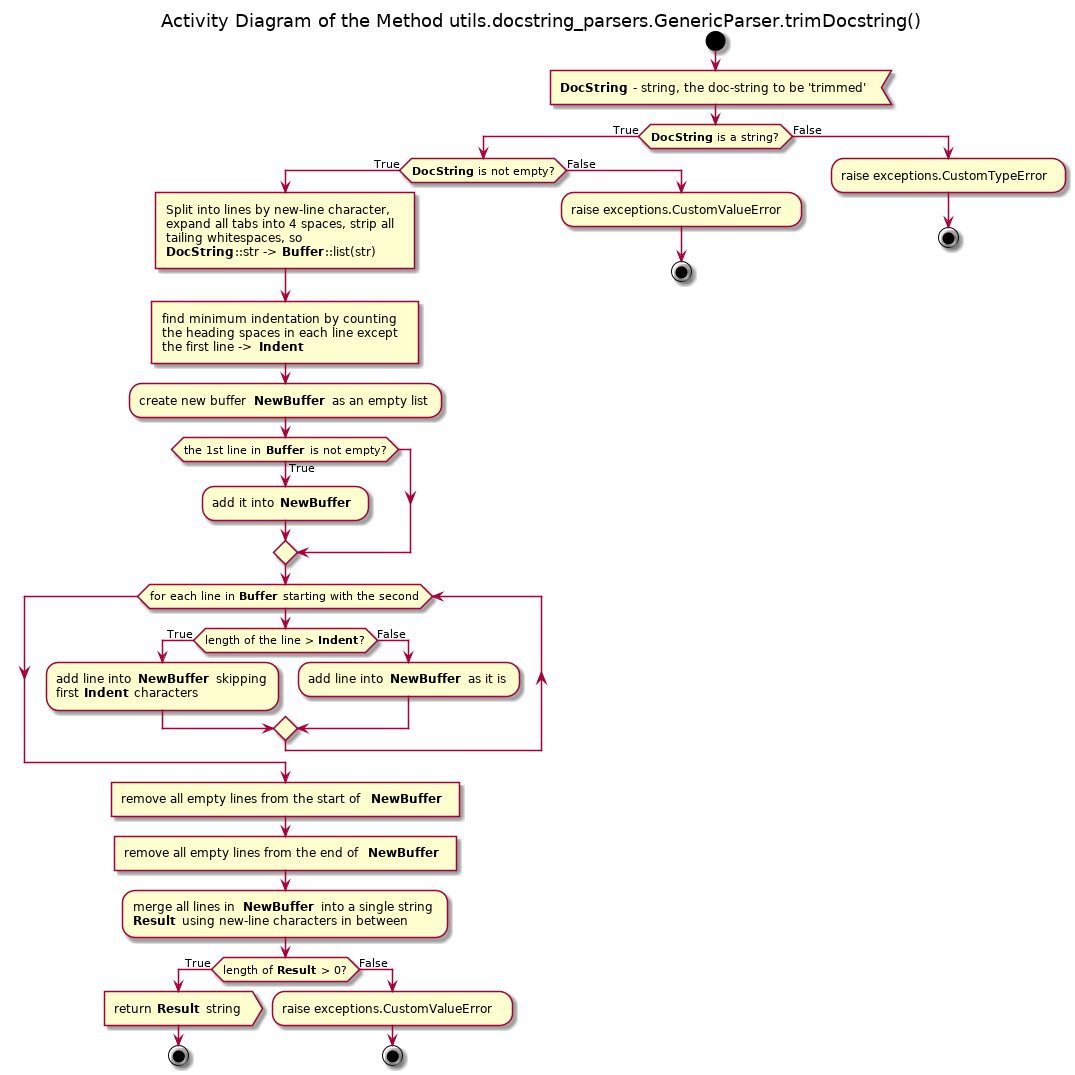 Activity Diagram of the Method utils.docstring_parsers.GenericParser.trimDocstring()
DocString - string, the doc-string to be 'trimmed'
True
DocString is a string?
False
True
DocString is not empty?
False
raise exceptions.CustomTypeError
Split into lines by new-line character,
expand all tabs into 4 spaces, strip all
tailing whitespaces, so
DocString::str -> Buffer::list(str)
raise exceptions.CustomValueError
find minimum indentation by counting
the heading spaces in each line except
the first line -> Indent
create new buffer NewBuffer as an empty list
the 1st line in Buffer is not empty?
True
add it into NewBuffer
for each line in Buffer starting with the second
True
length of the line > Indent?
False
add line into NewBuffer skipping
first Indent characters
add line into NewBuffer as it is
remove all empty lines from the start of NewBuffer
remove all empty lines from the end of NewBuffer
merge all lines in NewBuffer into a single string
Result using new-line characters in between
True
length of Result > 0?
False
return Result string
raise exceptions.CustomValueError